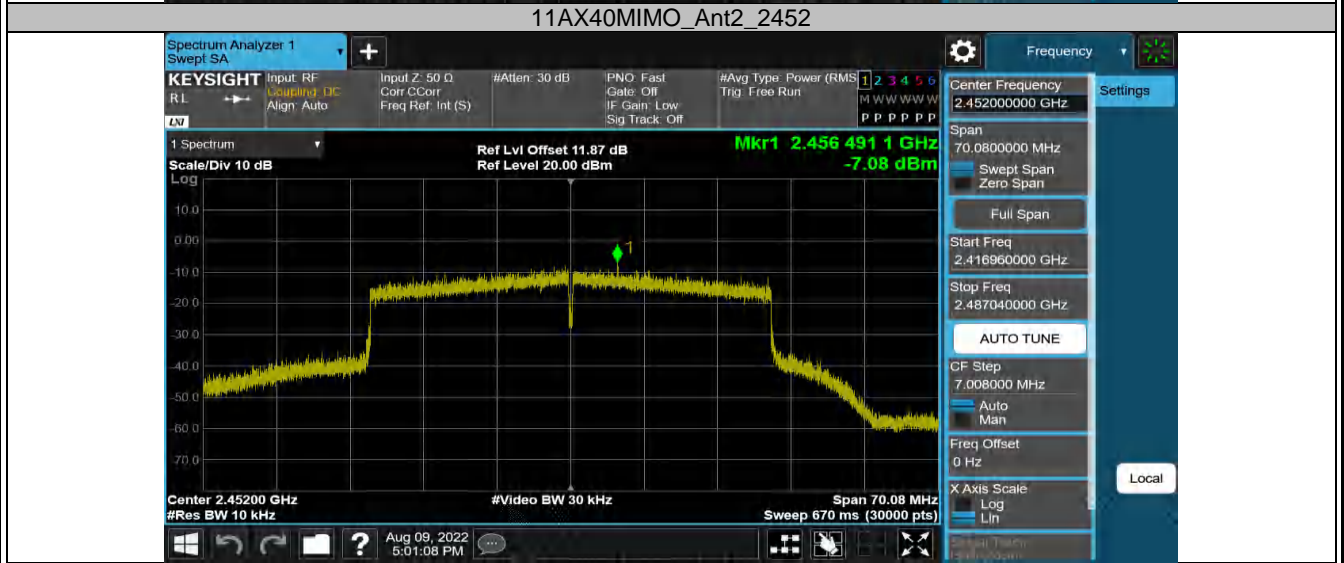 11AX40MIMO_Ant2_2452
Spectrum Analyzer 1
Swept SA
Frequency
KEYSIGHT
RL
LXI
Input: RF
Coupling: DC
Align: Auto
Input Z: 50 Ω
Corr CCorr
Freq Ref: Int (S)
#Atten: 30 dB
PNO: Fast
Gate: Off
IF Gain: Low
Sig Track: Off
#Avg Type: Power (RMS
Trig: Free Run
1 2 3 4 5 6
M W W W W W
P P P P P P
Center Frequency
2.452000000 GHz
Settings
1 Spectrum
Scale/Div 10 dB
Log
Ref Lvl Offset 11.87 dB
Ref Level 20.00 dBm
Mkr1 2.456 491 1 GHz
-7.08 dBm
Span
70.0800000 MHz
Swept Span
Zero Span
Full Span
10.0
0.00
-10.0
-20.0
-30.0
-40.0
-50.0
-60.0
-70.0
1
Start Freq
2.416960000 GHz
Stop Freq
2.487040000 GHz
AUTO TUNE
CF Step
7.008000 MHz
Auto
Man
Freq Offset
0 Hz
X Axis Scale
Log
Lin
Local
Center 2.45200 GHz
#Res BW 10 kHz
#Video BW 30 kHz
Span 70.08 MHz
Sweep 670 ms (30000 pts)
?
Aug 09, 2022
5:01:08 PM